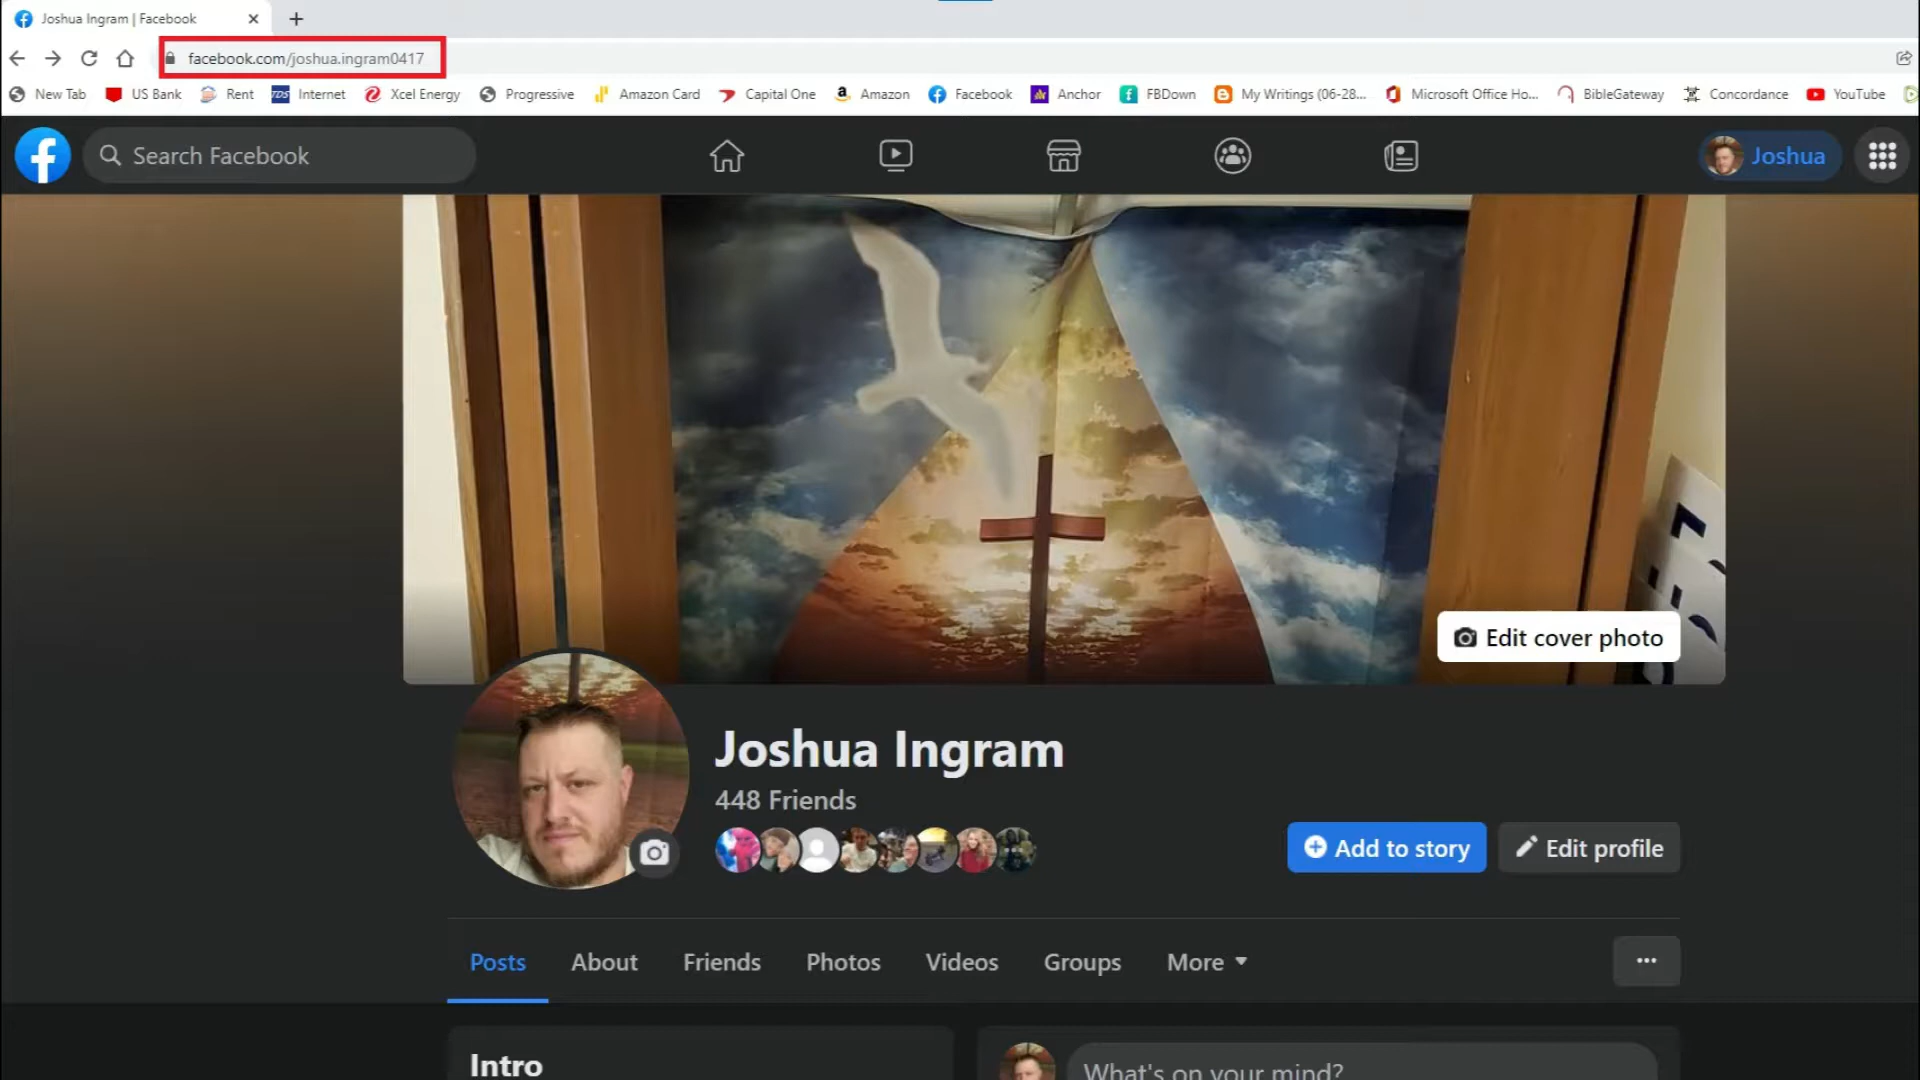 Joshua Ingram | Facebook
facebook.com/joshua.ingram0417
New Tab US Bank Rent TDS Internet Xcel Energy Progressive Amazon Card Capital One Amazon Facebook Anchor FBDown My Writings (06-28... Microsoft Office Ho... BibleGateway Concordance YouTube
Search Facebook
Joshua
Edit cover photo
Joshua Ingram
448 Friends
Add to story
Edit profile
Posts About Friends Photos Videos Groups More
Intro
What's on your mind?